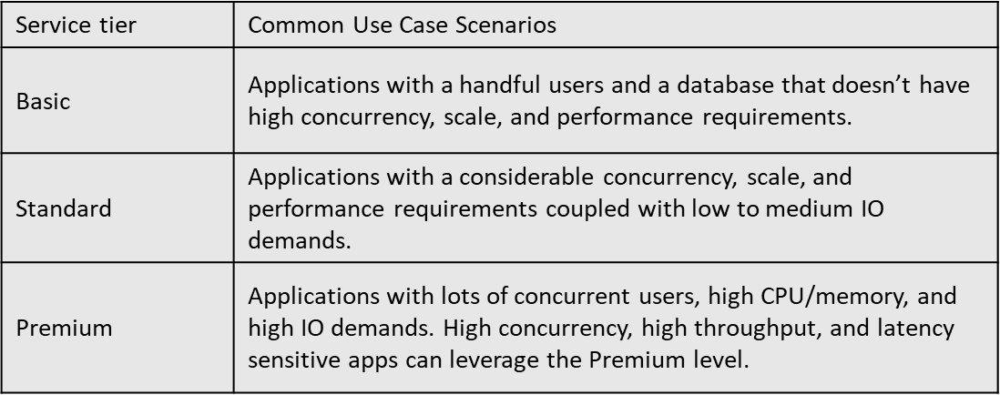 Service tier
Common Use Case Scenarios
Basic
Applications with a handful users and a database that doesn’t have
high concurrency, scale, and performance requirements.
Standard
Applications with a considerable concurrency, scale, and
performance requirements coupled with low to medium IO
demands.
Premium
Applications with lots of concurrent users, high CPU/memory, and
high IO demands. High concurrency, high throughput, and latency
sensitive apps can leverage the Premium level.